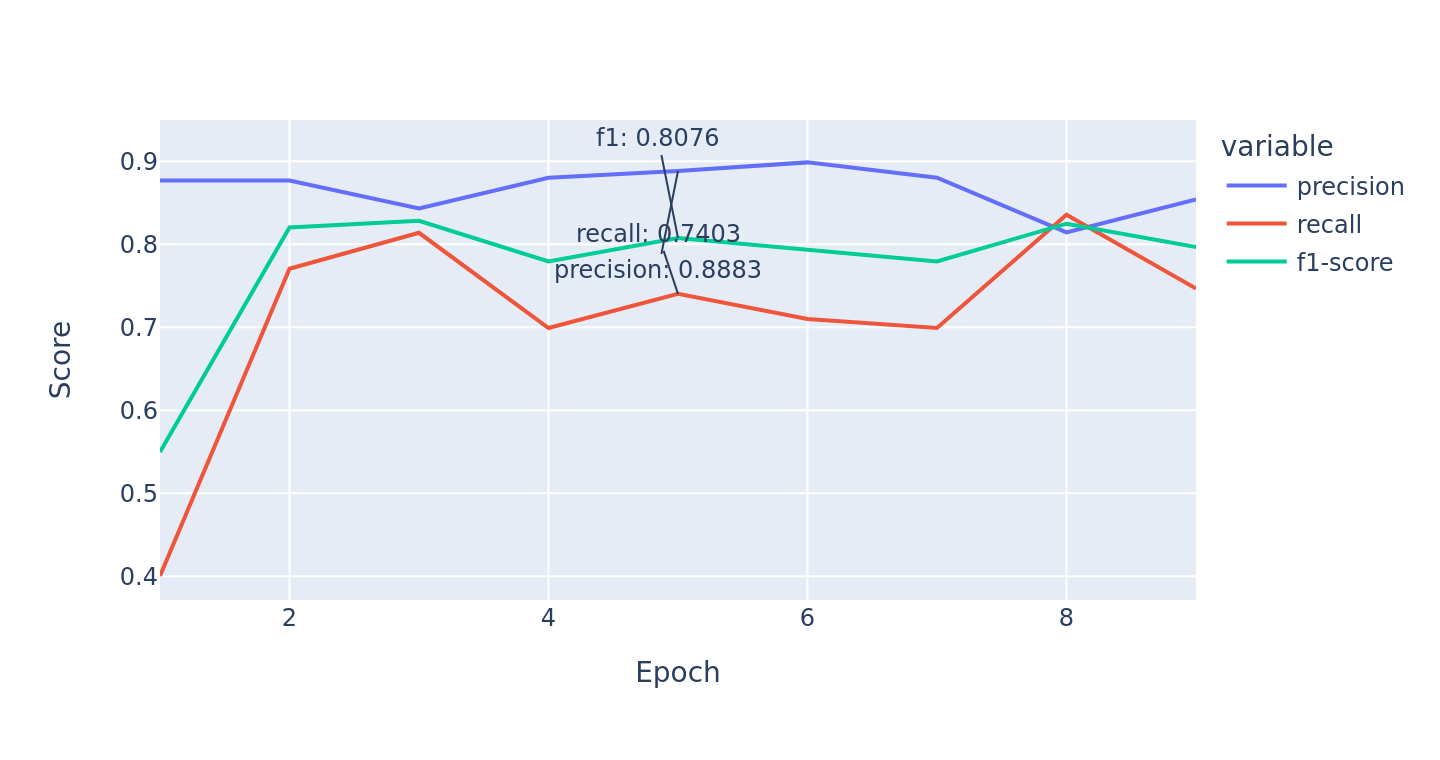 f1: 0.8076
recall: 0.7403
precision: 0.8883
0.9
0.8
0.7
0.6
0.5
0.4
Score
2 4 6 8
Epoch
variable
precision
recall
f1-score